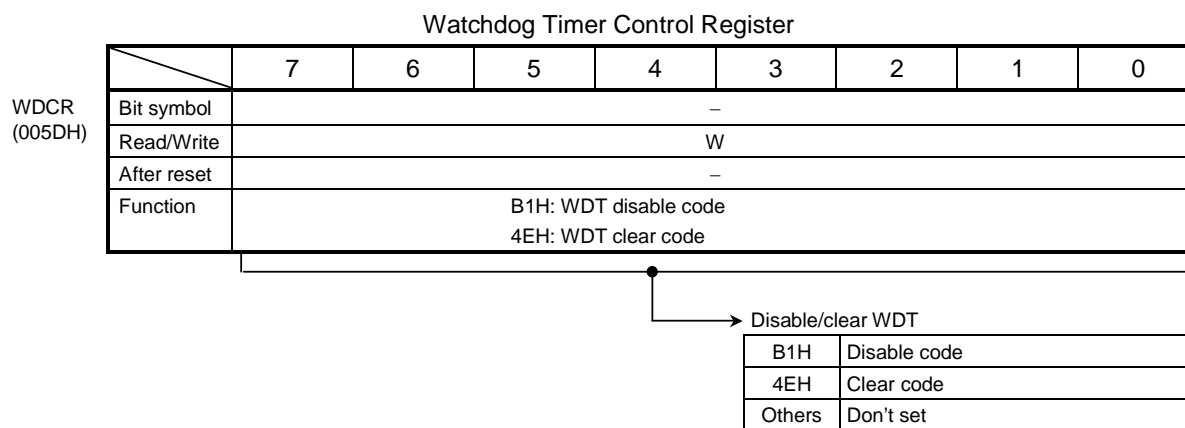 Watchdog Timer Control Register
7 6 5 4 3 2 1 0
WDCR
(005DH)
Bit symbol –
Read/Write W
After reset –
Function B1H: WDT disable code
4EH: WDT clear code
Disable/clear WDT
B1H Disable code
4EH Clear code
Others Don’t set